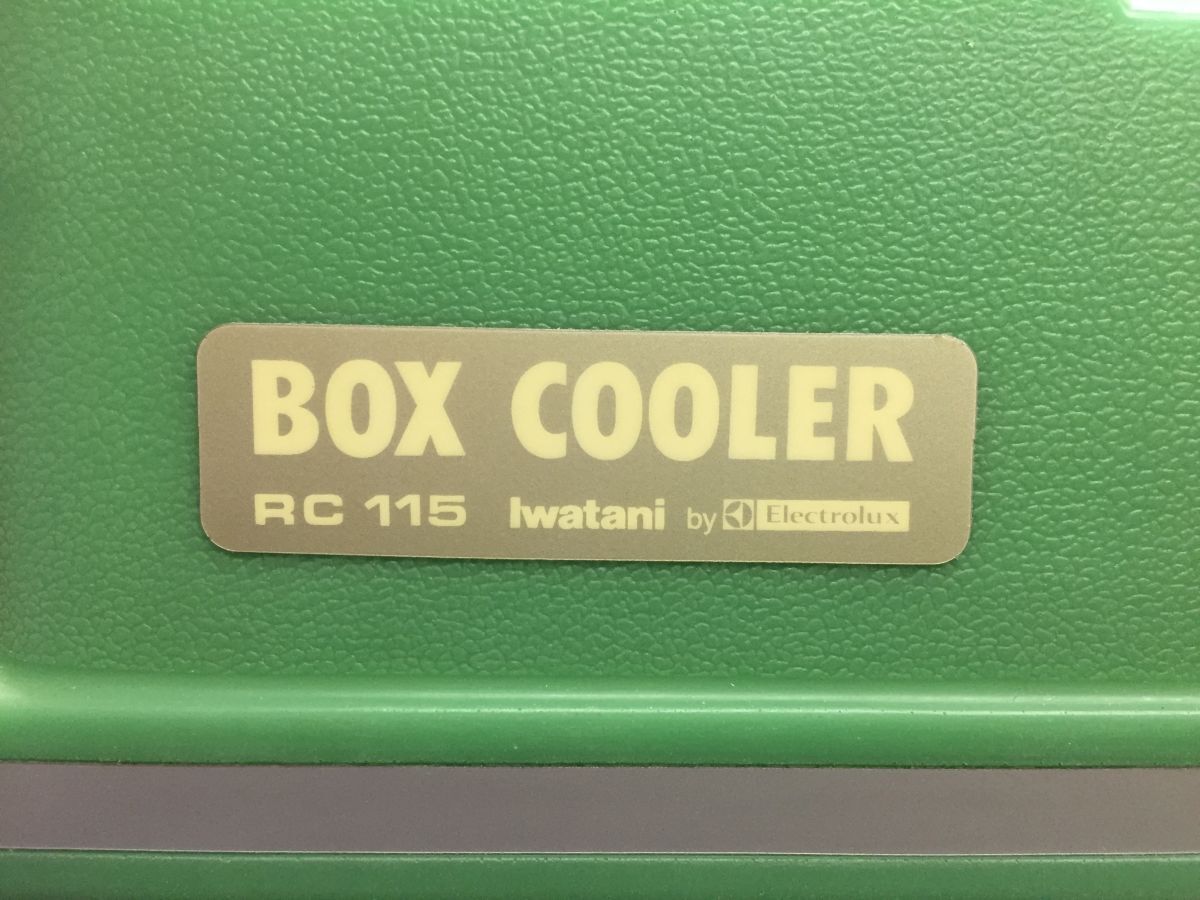 BOX COOLER
RC 115 Iwatani by Electrolux